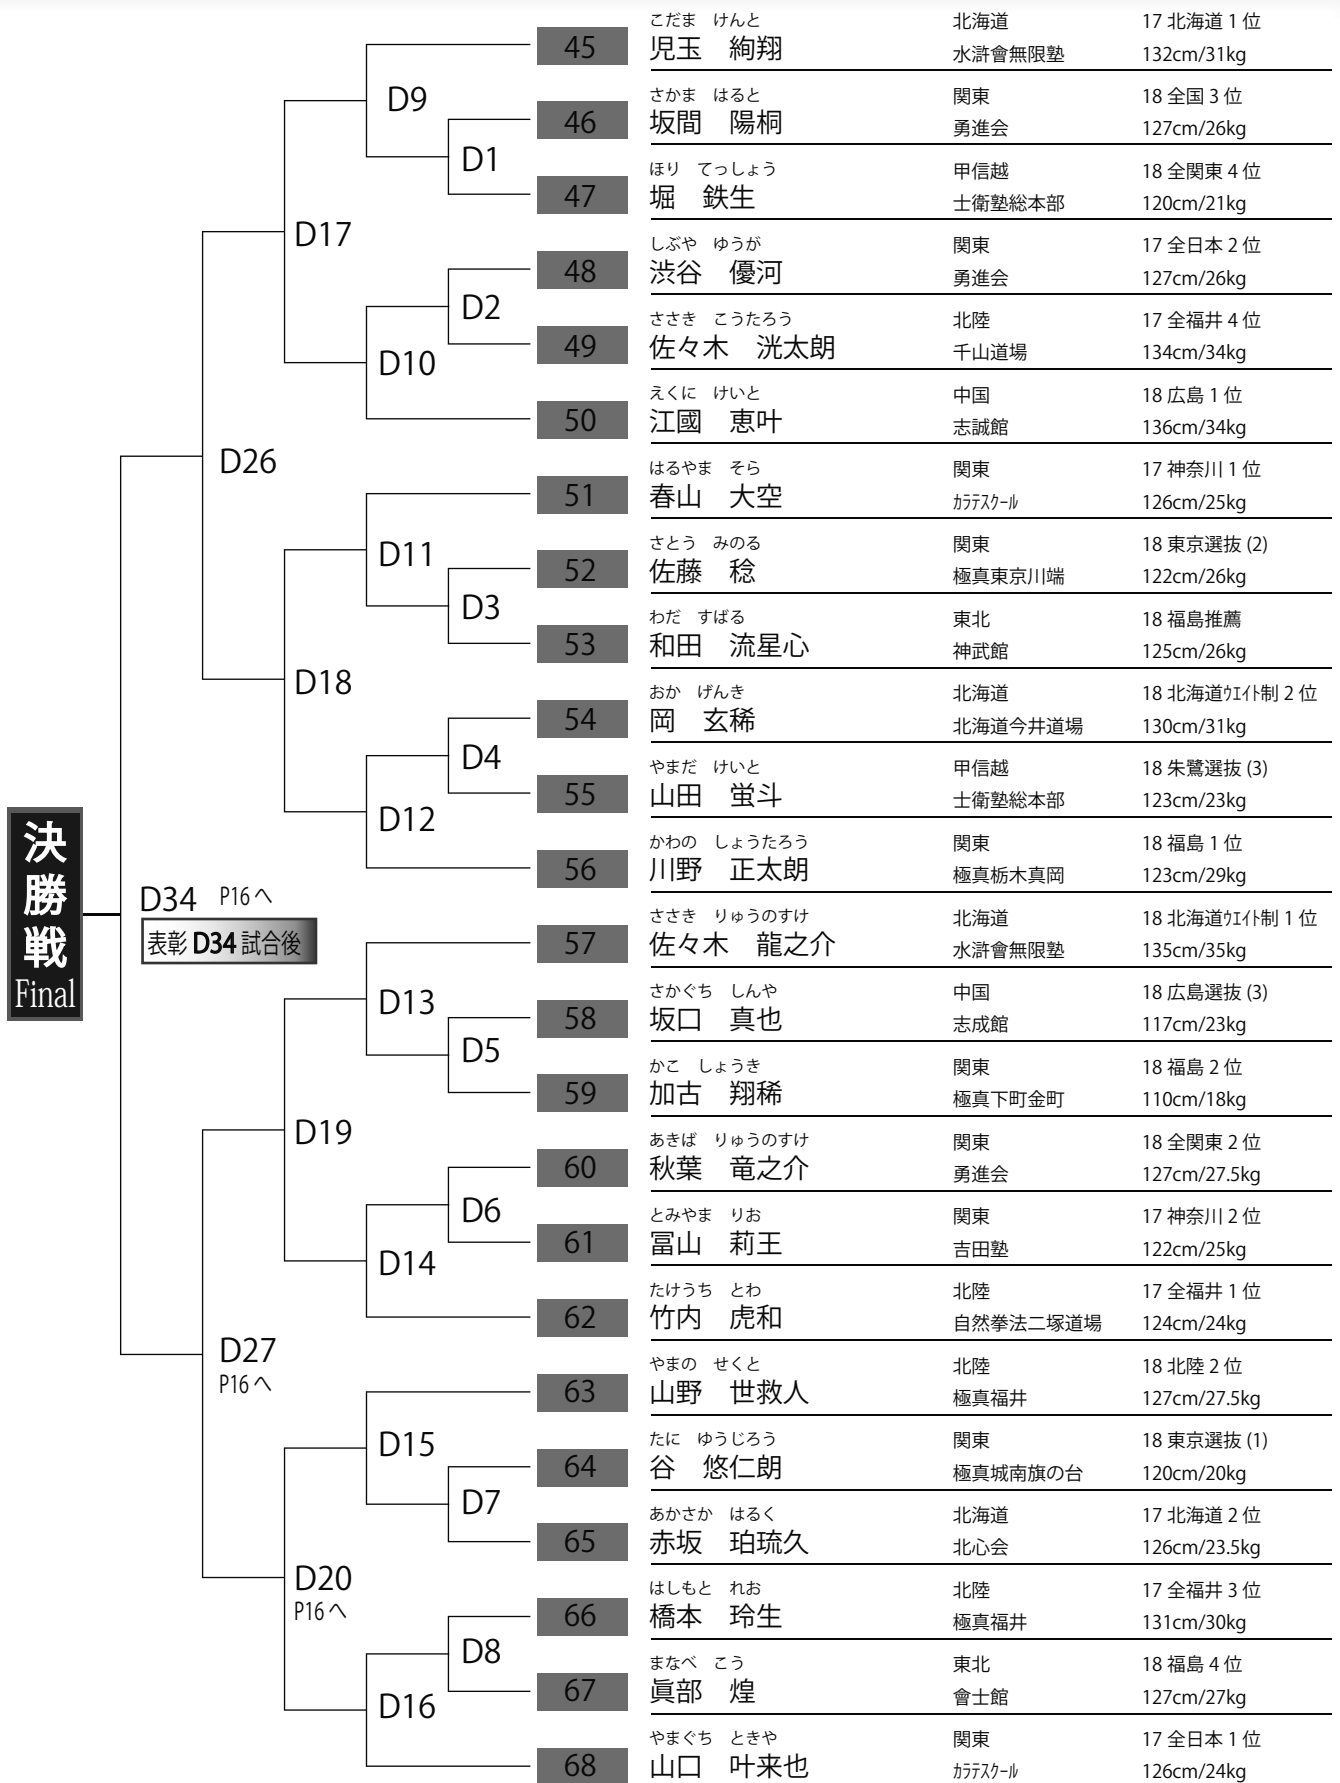 こだま けんと 北海道 17 北海道 1 位
45 児玉 絢翔 水滸會無限塾 132cm/31kg
D9
さかま はると 関東 18 全国 3 位
46 坂間 陽桐 勇進会 127cm/26kg
D1
ほり てっしょう 甲信越 18 全関東 4 位
47 堀 鉄生 士衛塾総本部 120cm/21kg
D17
しぶや ゆうが 関東 17 全日本 2 位
48 渋谷 優河 勇進会 127cm/26kg
D2
ささき こうたろう 北陸 17 全福井 4 位
49 佐々木 洸太朗 千山道場 134cm/34kg
D10
えくに けいと 中国 18 広島 1 位
50 江國 恵叶 志誠館 136cm/34kg
D26
はるやま そら 関東 17 神奈川 1 位
51 春山 大空 ｶﾗﾃｽｸｰﾙ 126cm/25kg
D11
さとう みのる 関東 18 東京選抜 (2)
52 佐藤 稔 極真東京川端 122cm/26kg
D3
わだ すばる 東北 18 福島推薦
53 和田 流星心 神武館 125cm/26kg
D18
おか げんき 北海道 18 北海道ｳｴｲﾄ制 2 位
54 岡 玄稀 北海道今井道場 130cm/31kg
D4
やまだ けいと 甲信越 18 朱鷺選抜 (3)
55 山田 蛍斗 士衛塾総本部 123cm/23kg
D12
かわの しょうたろう 関東 18 福島 1 位
56 川野 正太朗 極真栃木真岡 123cm/29kg
決勝戦
Final
D34 P16 へ
表彰 D34 試合後
ささき りゅうのすけ 北海道 18 北海道ｳｴｲﾄ制 1 位
57 佐々木 龍之介 水滸會無限塾 135cm/35kg
D13
さかぐち しんや 中国 18 広島選抜 (3)
58 坂口 真也 志成館 117cm/23kg
D5
かこ しょうき 関東 18 福島 2 位
59 加古 翔稀 極真下町金町 110cm/18kg
D19
あきば りゅうのすけ 関東 18 全関東 2 位
60 秋葉 竜之介 勇進会 127cm/27.5kg
D6
とみやま りお 関東 17 神奈川 2 位
61 冨山 莉王 吉田塾 122cm/25kg
D14
たけうち とわ 北陸 17 全福井 1 位
62 竹内 虎和 自然拳法二塚道場 124cm/24kg
D27
P16 へ
やまの せくと 北陸 18 北陸 2 位
63 山野 世救人 極真福井 127cm/27.5kg
D15
たに ゆうじろう 関東 18 東京選抜 (1)
64 谷 悠仁朗 極真城南旗の台 120cm/20kg
D7
あかさか はるく 北海道 17 北海道 2 位
65 赤坂 珀琉久 北心会 126cm/23.5kg
D20
P16 へ
はしもと れお 北陸 17 全福井 3 位
66 橋本 玲生 極真福井 131cm/30kg
D8
まなべ こう 東北 18 福島 4 位
67 眞部 煌 會士館 127cm/27kg
D16
やまぐち ときや 関東 17 全日本 1 位
68 山口 叶来也 ｶﾗﾃｽｸｰﾙ 126cm/24kg